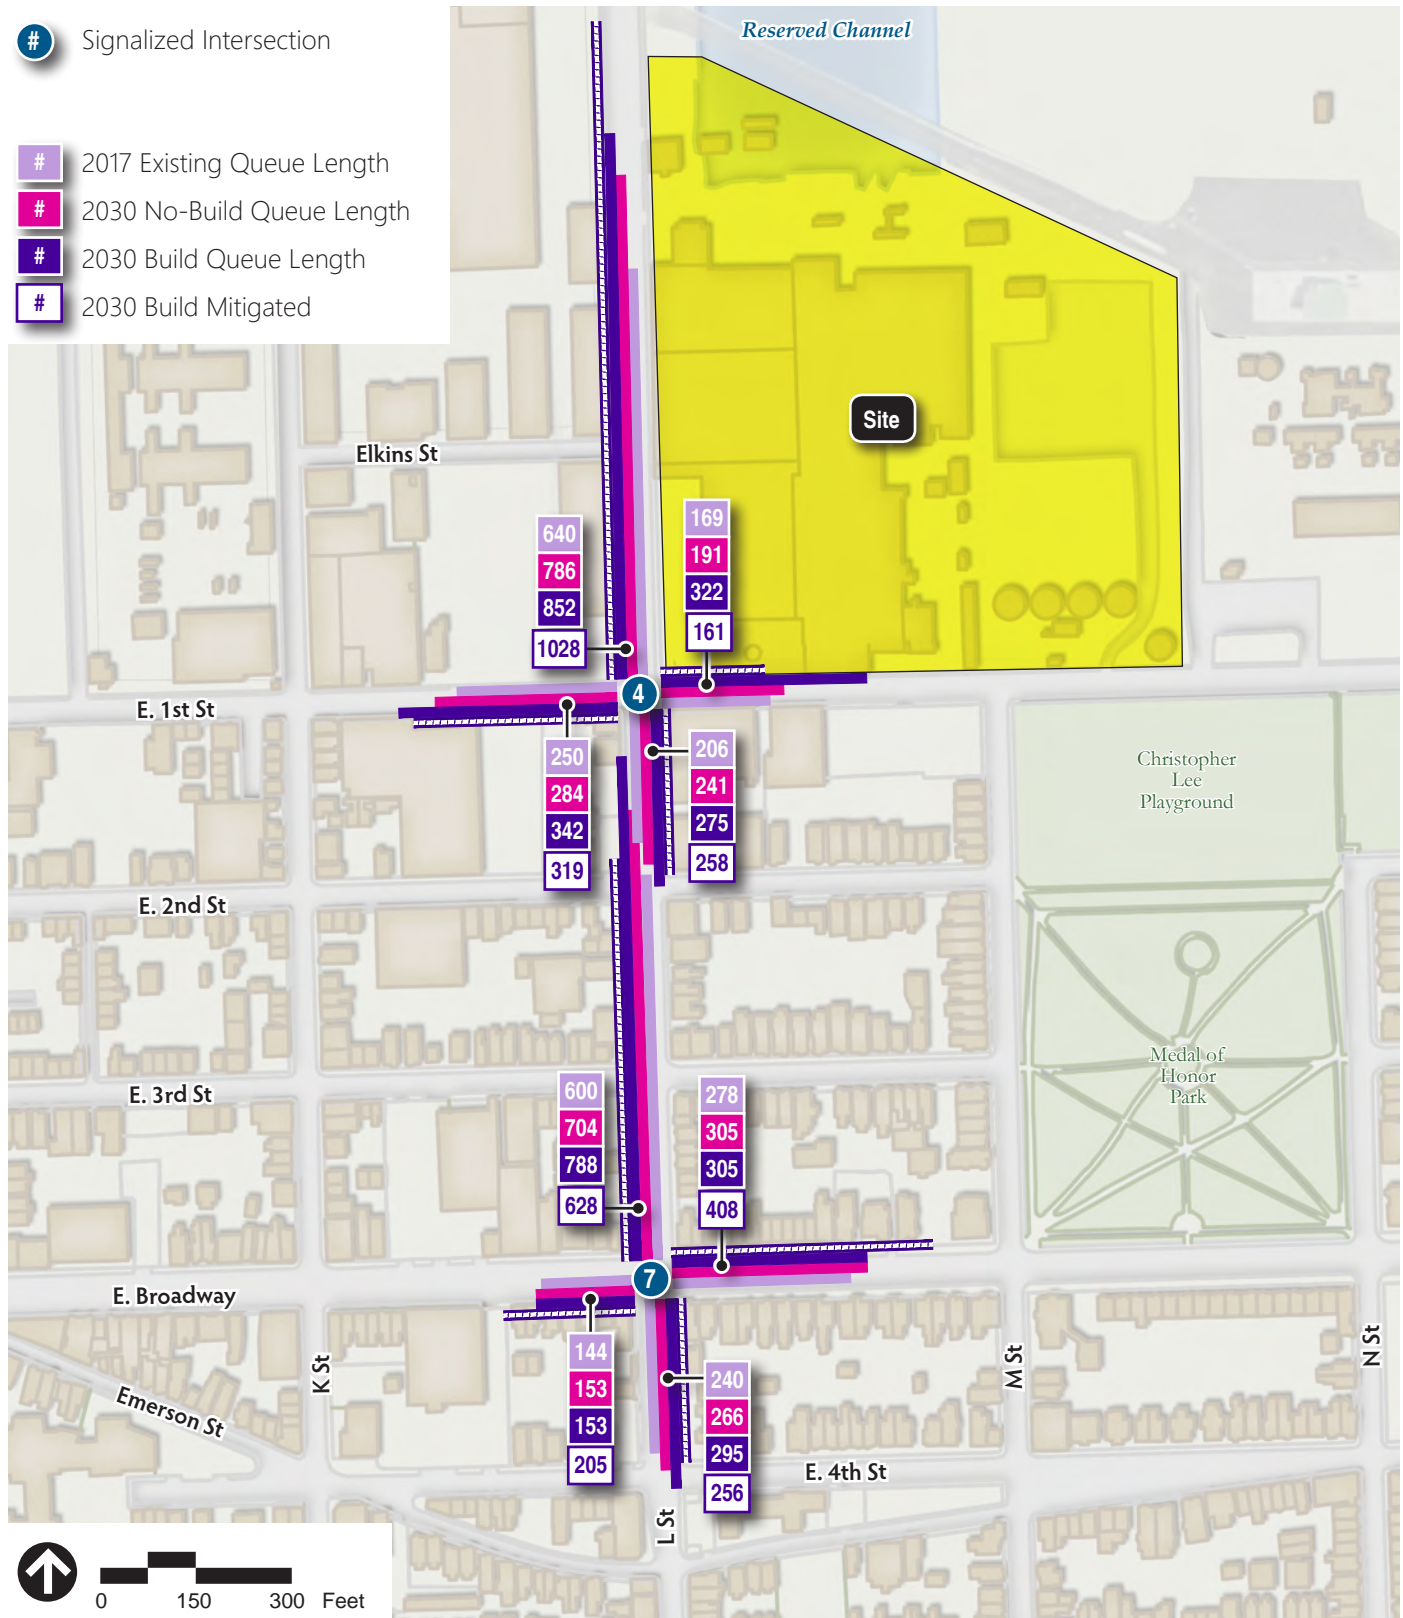 # Signalized Intersection
# 2017 Existing Queue Length
# 2030 No-Build Queue Length
# 2030 Build Queue Length
# 2030 Build Mitigated
Reserved Channel
Site
Elkins St
640
786
852
1028
169
191
322
161
4
E. 1st St
250
284
342
319
206
241
275
258
Christopher
Lee
Playground
E. 2nd St
Medal of
Honor
Park
E. 3rd St
600
704
788
628
278
305
305
408
7
E. Broadway
144
153
153
205
240
266
295
256
K St
M St
N St
Emerson St
E. 4th St
L St
0 150 300 Feet